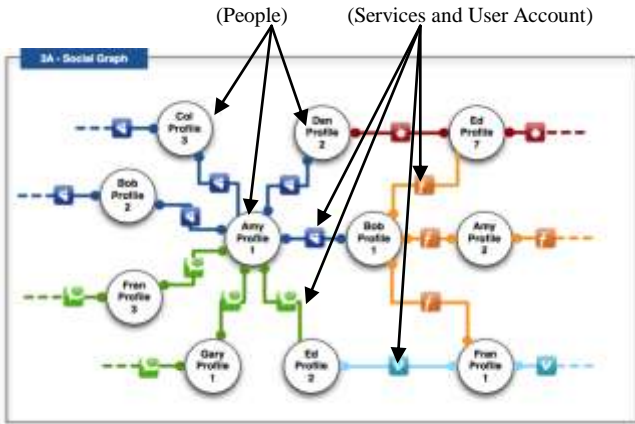 (People)
(Services and User Account)
3A - Social Graph
Col
Profile
3
Dan
Profile
2
Ed
Profile
7
Bob
Profile
2
Amy
Profile
1
Bob
Profile
1
Amy
Profile
2
Fran
Profile
3
Gary
Profile
1
Ed
Profile
2
Fran
Profile
1